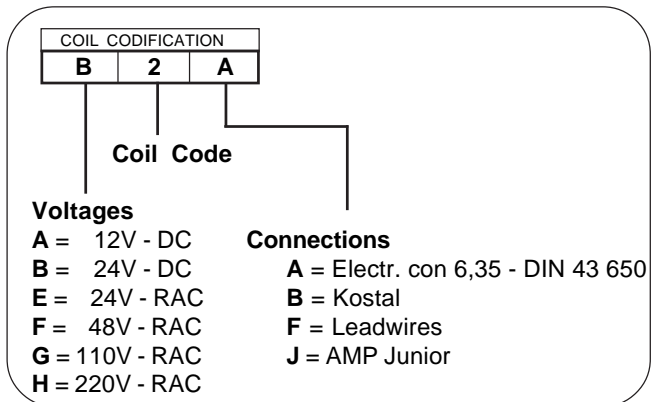 COIL CODIFICATION
B 2 A
Coil Code
Voltages
A = 12V - DC
B = 24V - DC
E = 24V - RAC
F = 48V - RAC
G = 110V - RAC
H = 220V - RAC
Connections
A = Electr. con 6,35 - DIN 43 650
B = Kostal
F = Leadwires
J = AMP Junior